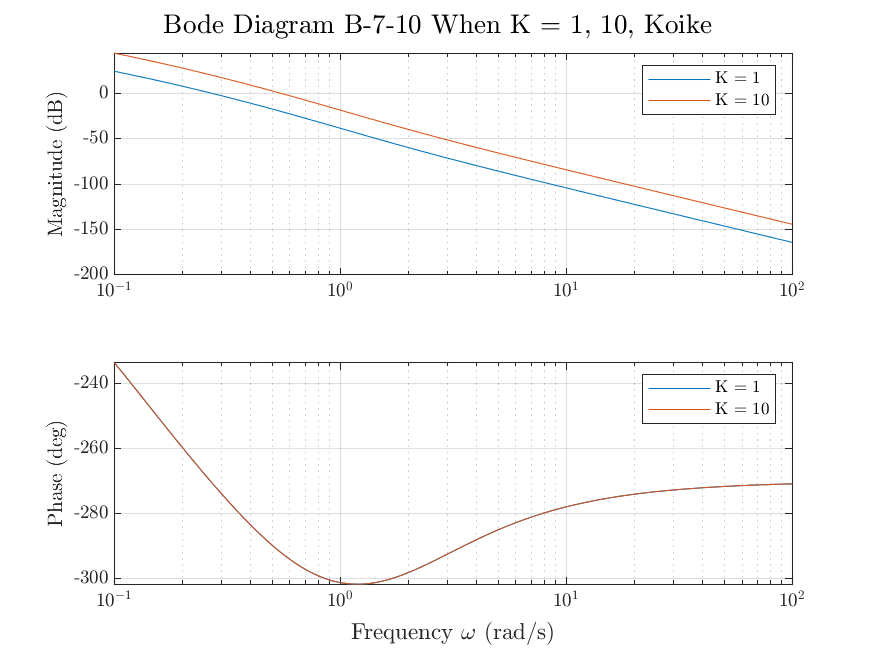 Bode Diagram B-7-10 When K = 1, 10, Koike
Magnitude (dB)
0
-50
-100
-150
-200
10^-1
10^0
10^1
10^2
K = 1
K = 10
Phase (deg)
-240
-260
-280
-300
10^-1
10^0
10^1
10^2
K = 1
K = 10
Frequency ω (rad/s)